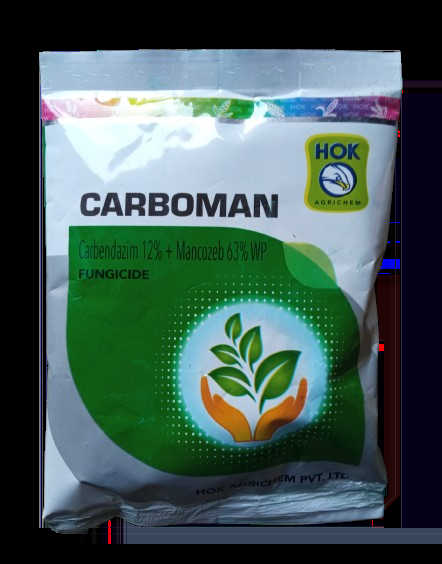 HOK
AGRICHEM
CARBOMAN
Carbendazim 12% + Mancozeb 63% WP
FUNGICIDE
HOK AGRICHEM PVT. LTD.